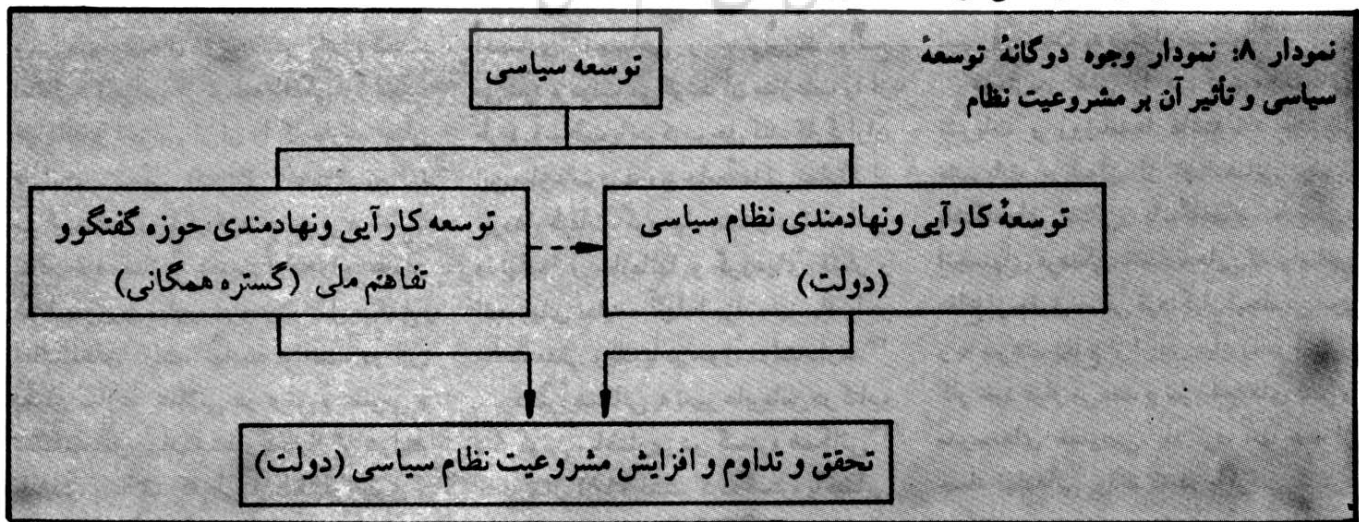 نمودار ۸: نمودار وجوه دوگانهٔ توسعهٔ
سیاسی و تأثیر آن بر مشروعیت نظام
توسعه سیاسی
توسعهٔ کارآیی ونهادمندی نظام سیاسی
(دولت)
توسعه کارآیی ونهادمندی حوزه گفتگوو
تفاهم ملی (گستره همگانی)
تحقق و تداوم و افزایش مشروعیت نظام سیاسی (دولت)